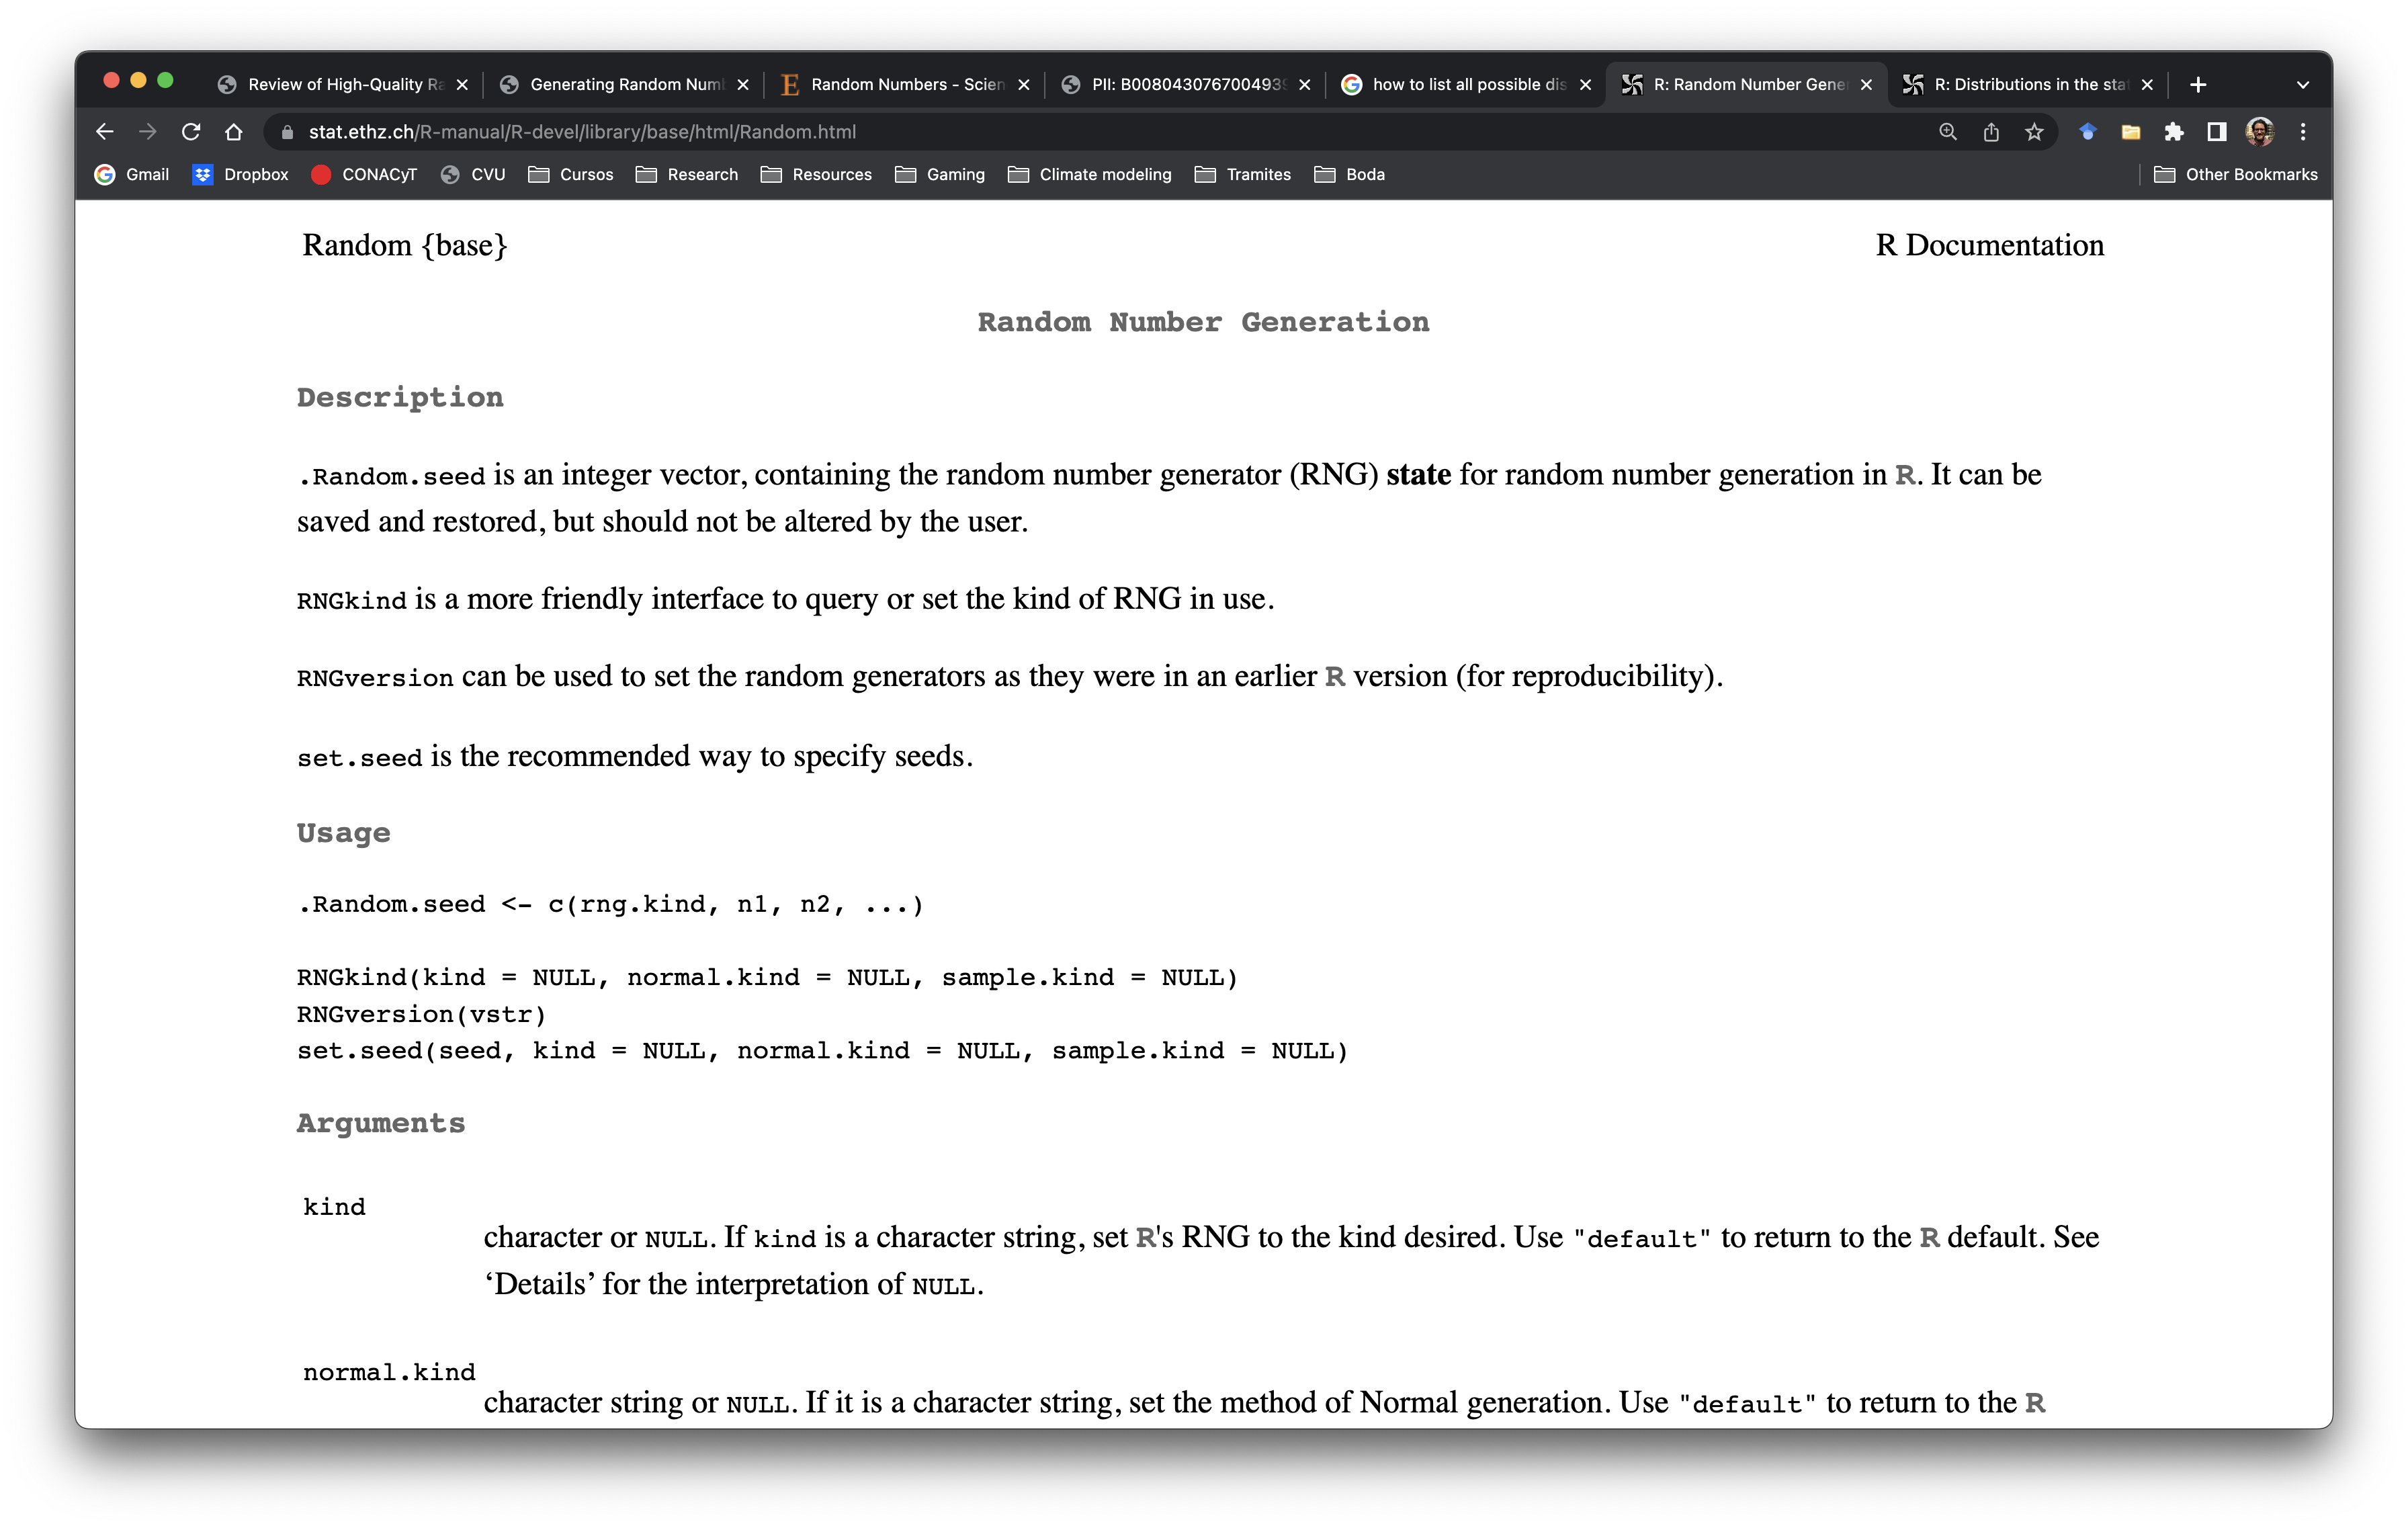 Review of High-Quality Ra
Generating Random Num
Random Numbers - Scien
PII: B0080430767004939
how to list all possible dis
R: Random Number Gene
R: Distributions in the stat
stat.ethz.ch/R-manual/R-devel/library/base/html/Random.html
Gmail Dropbox CONACyT CVU Cursos Research Resources Gaming Climate modeling Tramites Boda Other Bookmarks
Random {base} R Documentation
Random Number Generation
Description
.Random.seed is an integer vector, containing the random number generator (RNG) state for random number generation in R. It can be
saved and restored, but should not be altered by the user.
RNGkind is a more friendly interface to query or set the kind of RNG in use.
RNGversion can be used to set the random generators as they were in an earlier R version (for reproducibility).
set.seed is the recommended way to specify seeds.
Usage
.Random.seed <- c(rng.kind, n1, n2, ...)
RNGkind(kind = NULL, normal.kind = NULL, sample.kind = NULL)
RNGversion(vstr)
set.seed(seed, kind = NULL, normal.kind = NULL, sample.kind = NULL)
Arguments
kind
character or NULL. If kind is a character string, set R's RNG to the kind desired. Use "default" to return to the R default. See
‘Details’ for the interpretation of NULL.
normal.kind
character string or NULL. If it is a character string, set the method of Normal generation. Use "default" to return to the R